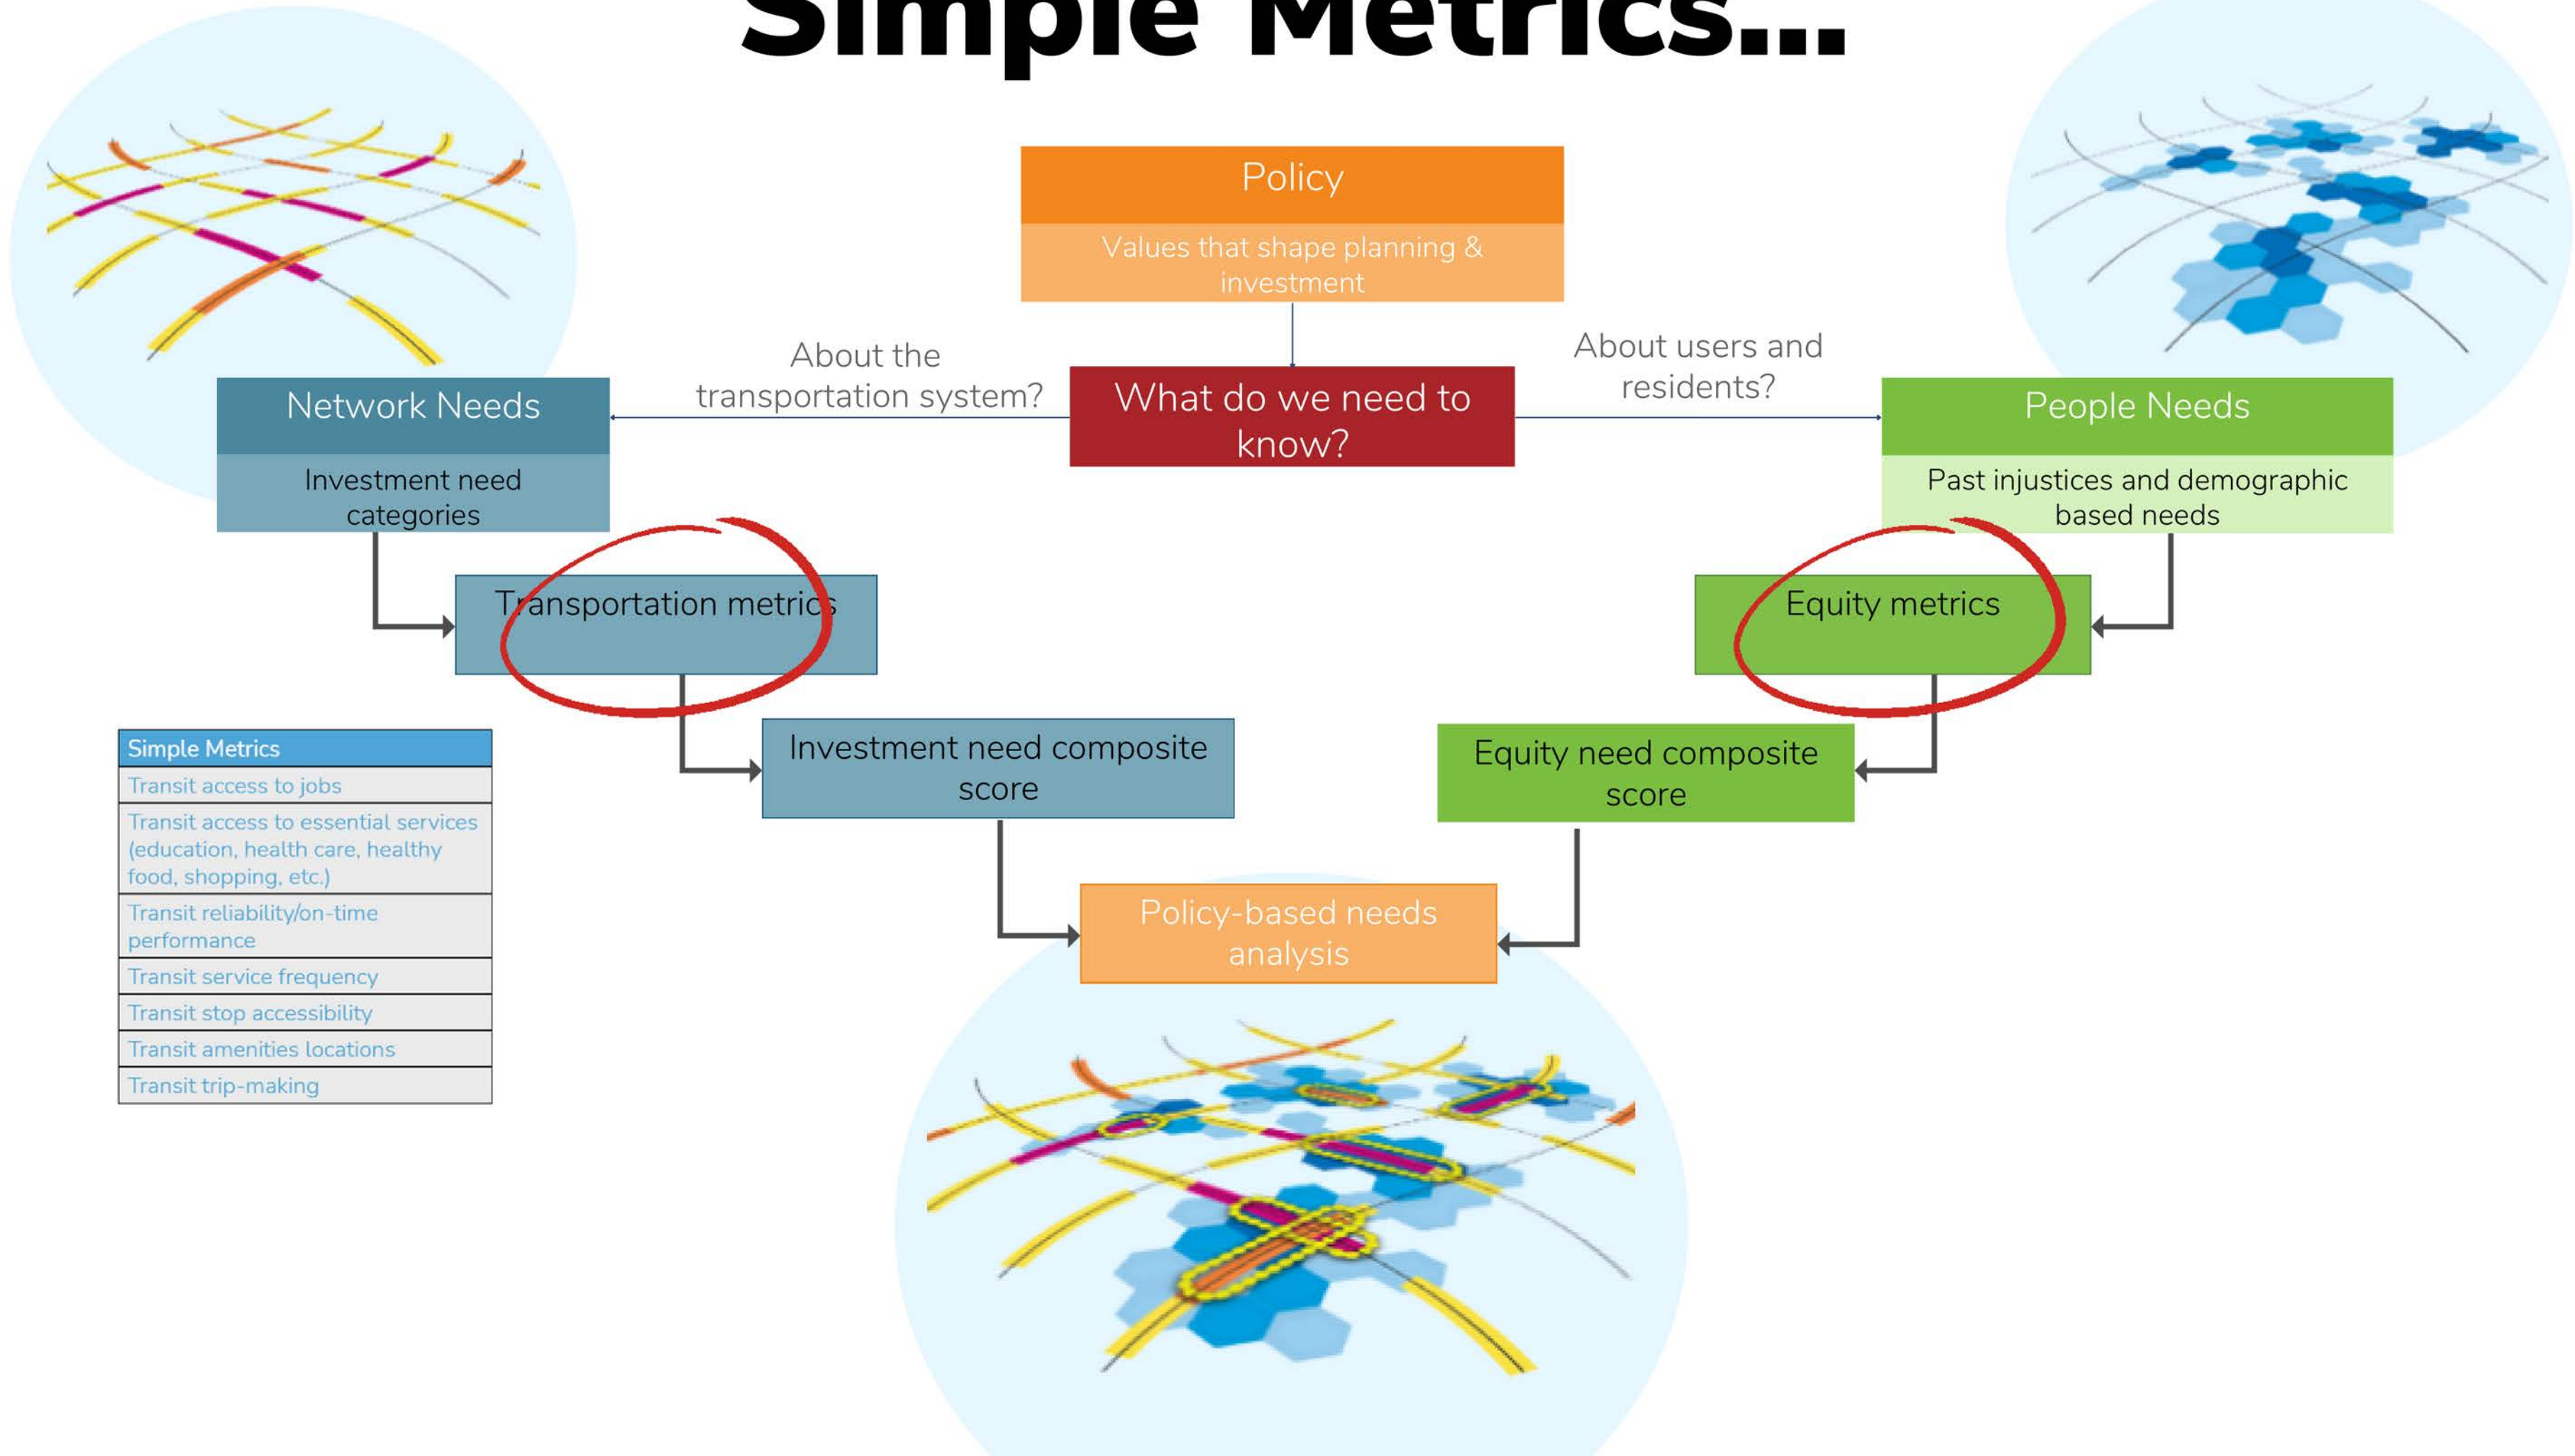 Simple Metrics...
Policy
Values that shape planning &
investment
About the
transportation system?
What do we need to
know?
About users and
residents?
Network Needs
Investment need
categories
People Needs
Past injustices and demographic
based needs
Transportation metrics
Equity metrics
Investment need composite
score
Equity need composite
score
Policy-based needs
analysis
Simple Metrics
Transit access to jobs
Transit access to essential services
(education, health care, healthy
food, shopping, etc.)
Transit reliability/on-time
performance
Transit service frequency
Transit stop accessibility
Transit amenities locations
Transit trip-making